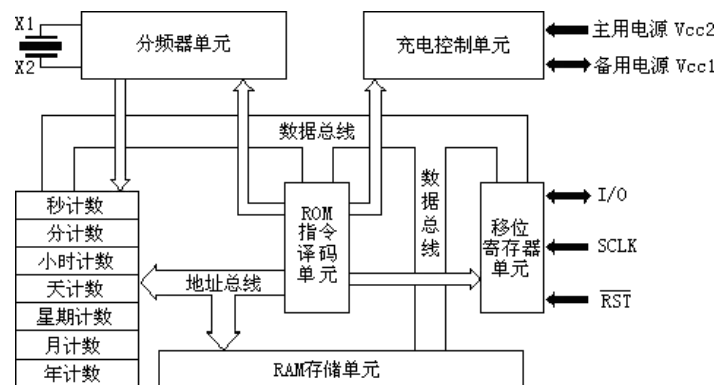 X1
X2
分频器单元
充电控制单元
主用电源 Vcc2
备用电源 Vcc1
数据总线
数
据
总
线
秒计数
分计数
小时计数
天计数
星期计数
月计数
年计数
ROM
指令
译码
单元
地址总线
移位
寄存器
单元
I/O
SCLK
RST
RAM存储单元